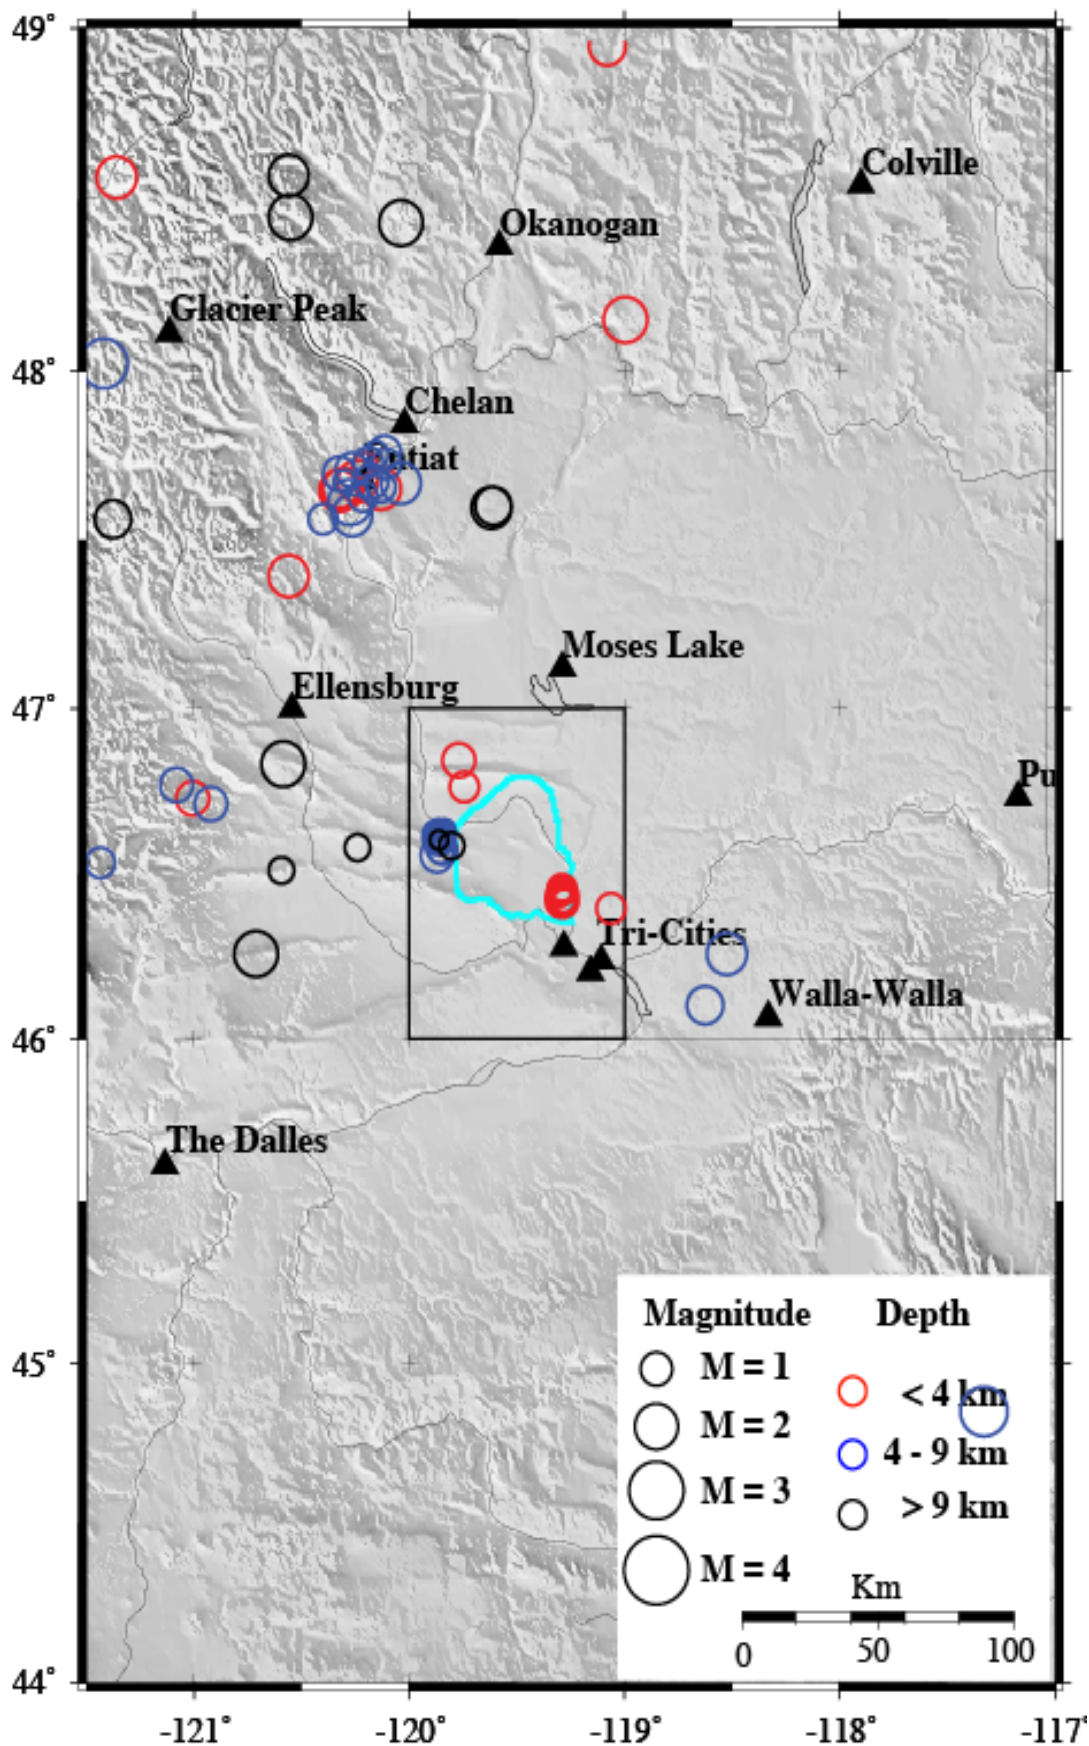 49°
Colville
Okanogan
Glacier Peak
48°
Chelan
Entiat
Moses Lake
Ellensburg
47°
Pu
Tri-Cities
Walla-Walla
46°
The Dalles
Magnitude
Depth
M = 1
< 4 km
M = 2
4 - 9 km
M = 3
> 9 km
M = 4
Km
0
50
100
45°
44°
-121°
-120°
-119°
-118°
-117°